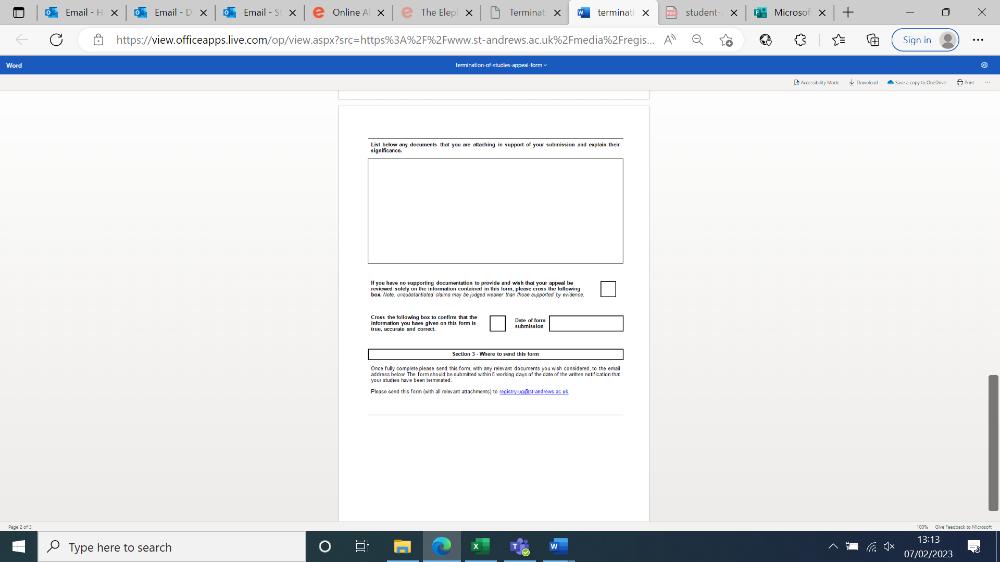 Email - H
Email - D
Email - St
Online Al
The Elep
Terminati
terminati
student-a
Microsof
https://view.officeapps.live.com/op/view.aspx?src=https%3A%2F%2Fwww.st-andrews.ac.uk%2Fmedia%2Fregis...
Sign in
Word
termination-of-studies-appeal-form
Accessibility Mode
Download
Save a copy to OneDrive.
Print
List below any documents that you are attaching in support of your submission and explain their
significance.
If you have no supporting documentation to provide and wish that your appeal be
reviewed solely on the information contained in this form, please cross the following
box. Note, unsubstantiated claims may be judged weaker than those supported by evidence.
Cross the following box to confirm that the
information you have given on this form is
true, accurate and correct.
Date of form
submission
Section 3 - Where to send this form
Once fully complete please send this form, with any relevant documents you wish considered, to the email
address below. The form should be submitted within 5 working days of the date of the written notification that
your studies have been terminated.
Please send this form (with all relevant attachments) to registry-ug@st-andrews.ac.uk.
Page 2 of 3
100%
Give Feedback to Microsoft
Type here to search
13:13
07/02/2023